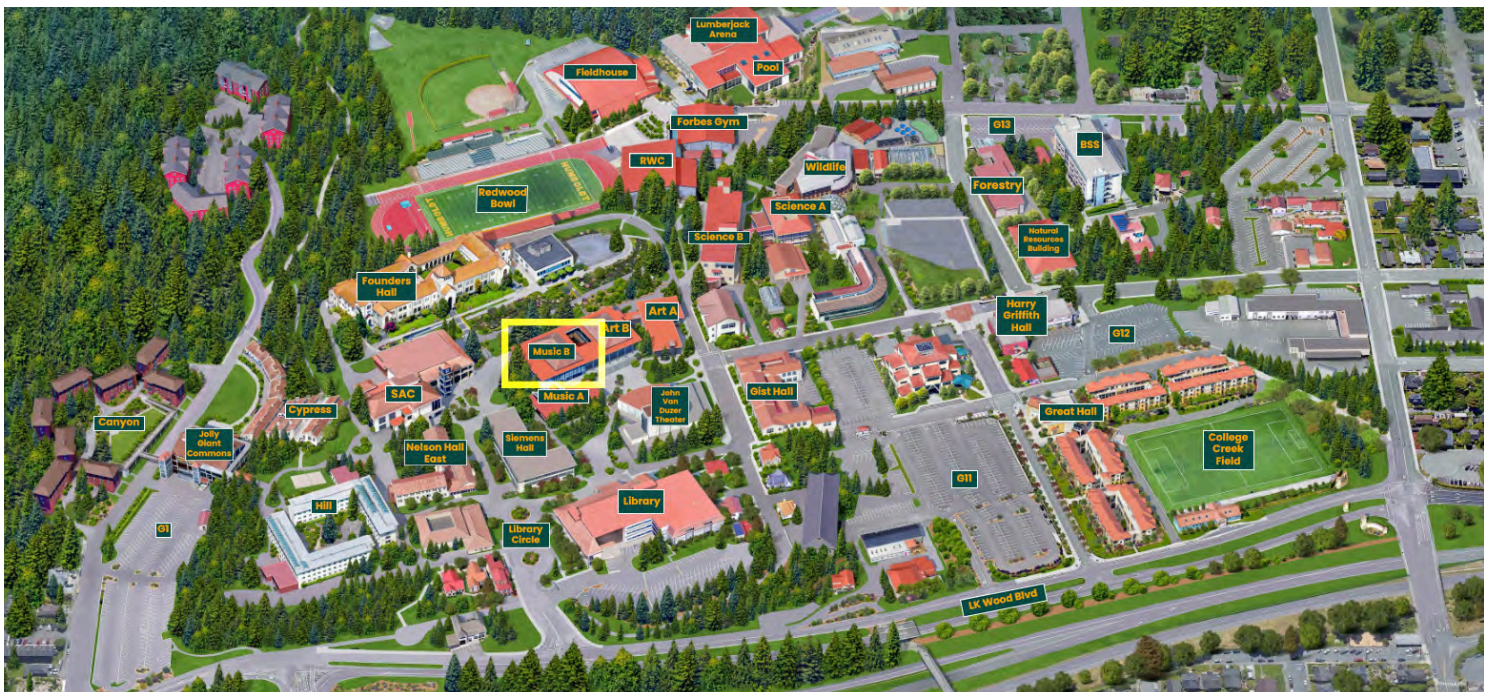 Lumberjack
Arena
Pool
Fieldhouse
Forbes Gym
G13
BSS
RWC
Wildlife
Forestry
Redwood
Bowl
HUMBOLDT
HUMBOLDT
Science A
Science B
Natural
Resources
Building
Founders
Hall
Art A
Art B
Harry
Griffith
Hall
G12
Music B
Music A
SAC
Gist Hall
John
Van
Duzer
Theater
Cypress
Canyon
Great Hall
Jolly
Giant
Commons
Nelson Hall
East
Siemens
Hall
College
Creek
Field
G11
Library
Hill
G1
Library
Circle
LK Wood Blvd